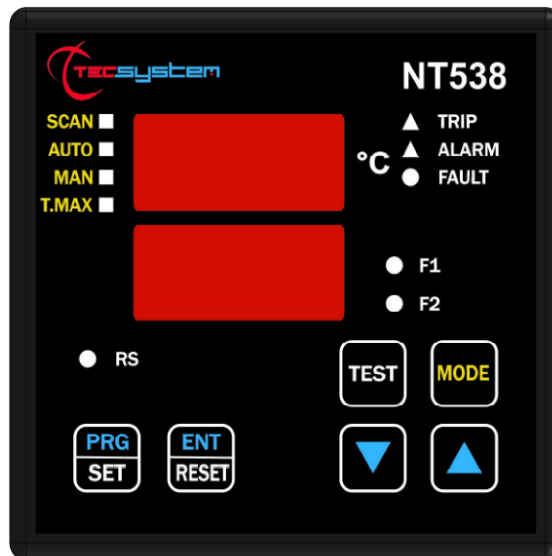 TECSYSTEM
NT538
SCAN
AUTO
MAN
T.MAX
°C
TRIP
ALARM
FAULT
F1
F2
RS
TEST
MODE
PRG
SET
ENT
RESET